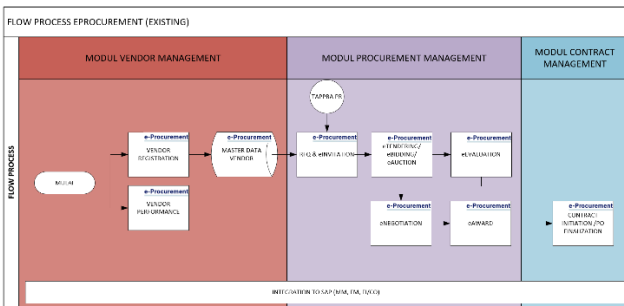 FLOW PROCESS EPROCUREMENT (EXISTING)
MODUL VENDOR MANAGEMENT
MODUL PROCUREMENT MANAGEMENT
MODUL CONTRACT
MANAGEMENT
FLOW PROCESS
MULAI
e-Procurement
VENDOR
REGISTRATION
e-Procurement
VENDOR
PERFORMANCE
e-Procurement
MASTER DATA
VENDOR
PR
e-Procurement
RFQ & eINVITATION
e-Procurement
eTENDERING/
eBIDDING/
eAUCTION
e-Procurement
eEVALUATION
e-Procurement
eNEGOTIATION
e-Procurement
eAWARD
e-Procurement
CONTRACT
INITIATION /PO
FINALIZATION
INTEGRATION TO SAP (MM, FM, FI/CO)